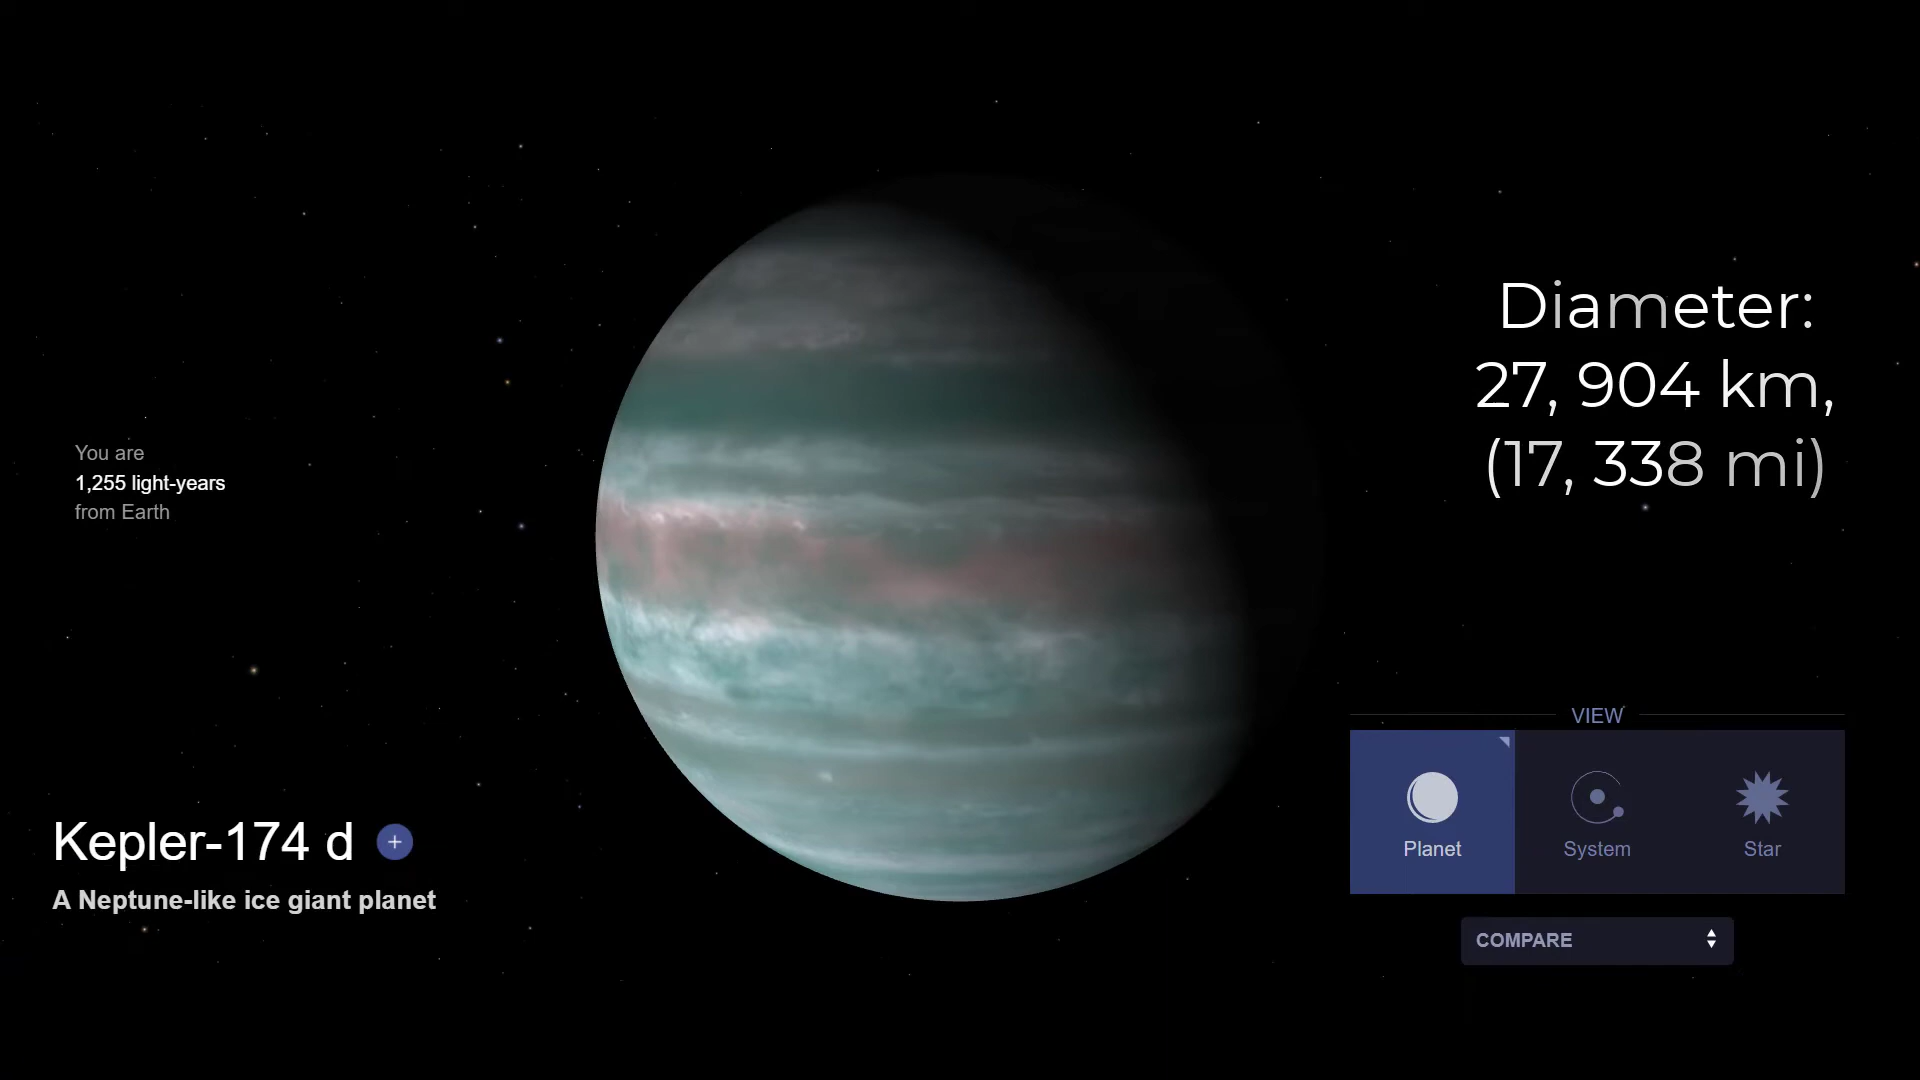 Diameter:
27, 904 km,
(17, 338 mi)
You are
1,255 light-years
from Earth
VIEW
Planet
System
Star
Kepler-174 d +
A Neptune-like ice giant planet
COMPARE